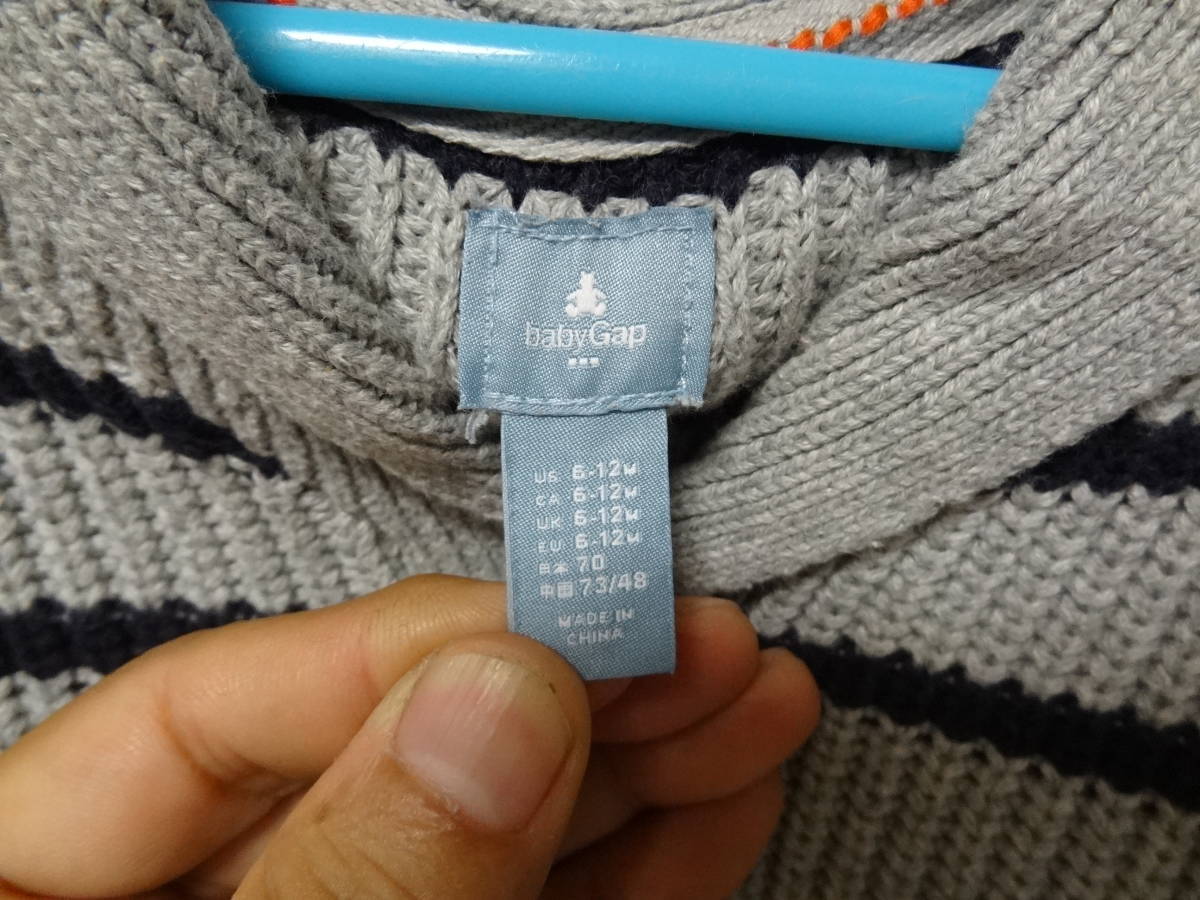 babyGap
US 6-12M
CA 6-12M
UK 6-12M
EU 6-12M
日本 70
中国 73/48
MADE IN
CHINA